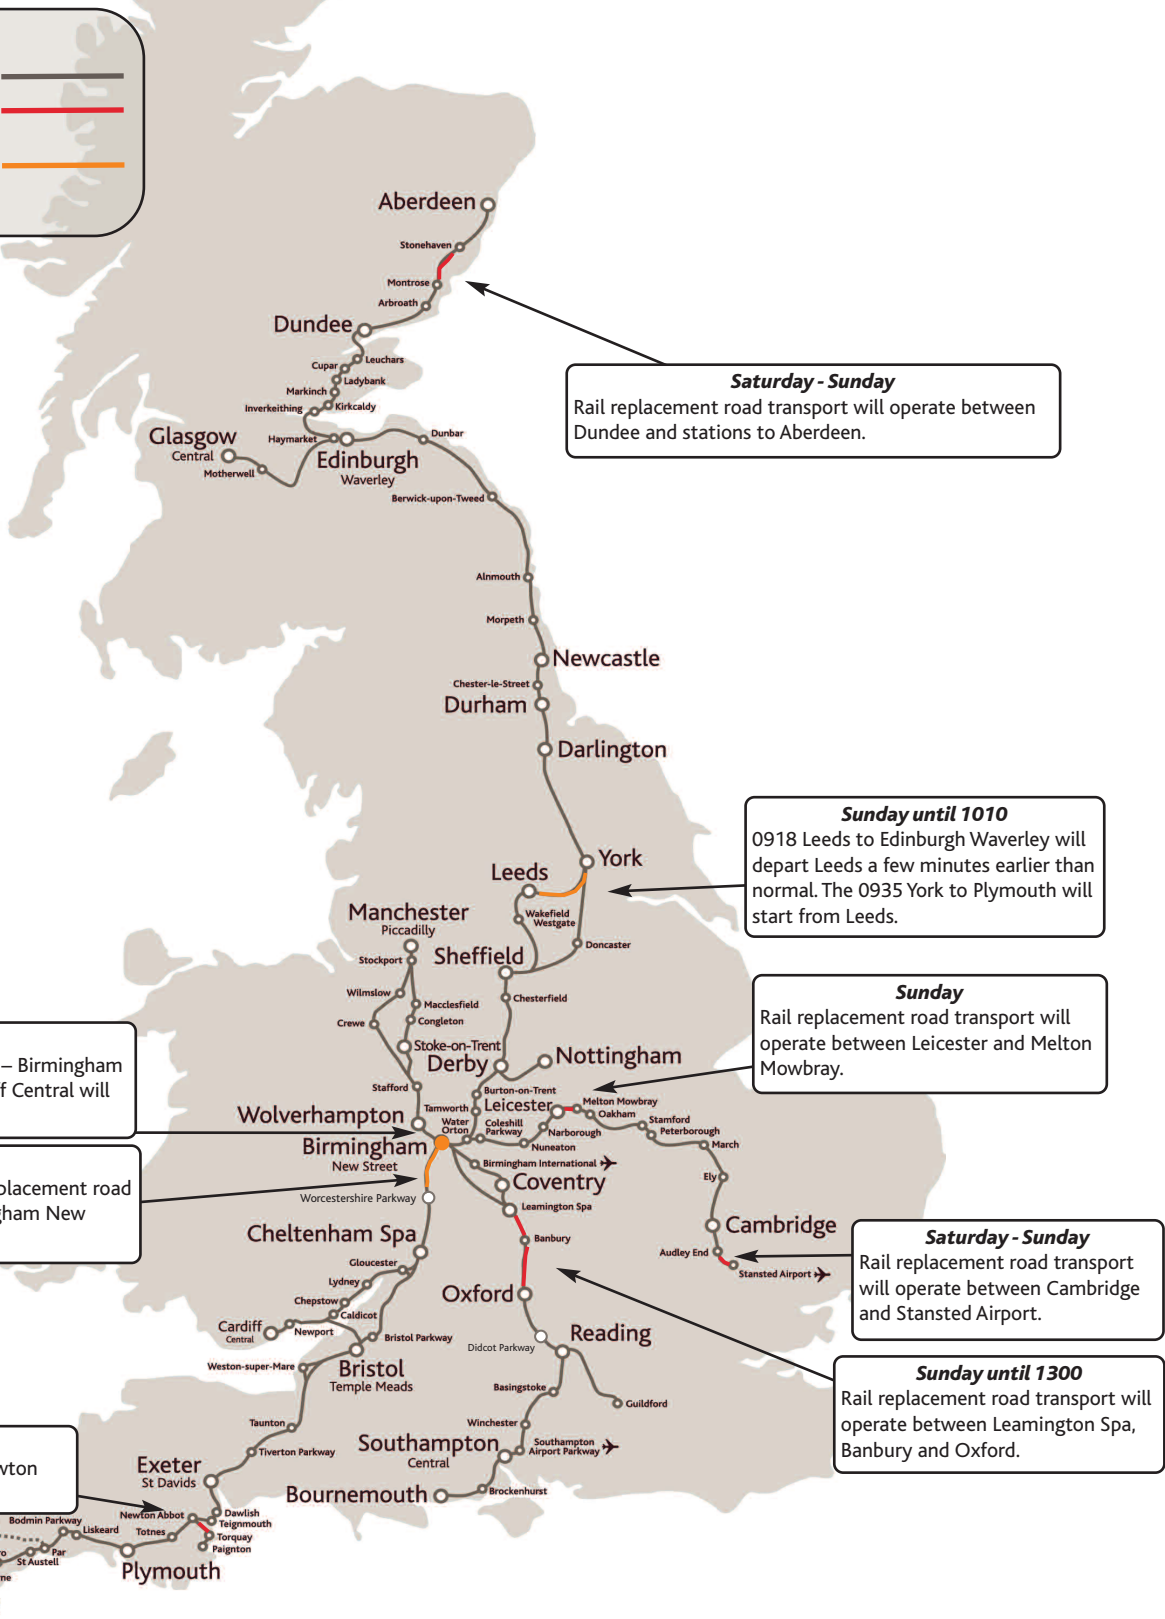 Aberdeen
Stonehaven
Montrose
Arbroath
Dundee
Leuchars
Cupar
Ladybank
Markinch
Kirkcaldy
Inverkeithing
Saturday - Sunday
Rail replacement road transport will operate between
Dundee and stations to Aberdeen.
Glasgow
Central
Motherwell
Haymarket
Edinburgh
Waverley
Dunbar
Berwick-upon-Tweed
Alnmouth
Morpeth
Newcastle
Chester-le-Street
Durham
Darlington
Sunday until 1010
0918 Leeds to Edinburgh Waverley will
depart Leeds a few minutes earlier than
normal. The 0935 York to Plymouth will
start from Leeds.
York
Leeds
Wakefield
Westgate
Doncaster
Manchester
Piccadilly
Stockport
Sheffield
Wilmslow
Macclesfield
Chesterfield
Crewe
Congleton
Stoke-on-Trent
Derby
Nottingham
Sunday
Rail replacement road transport will
operate between Leicester and Melton
Mowbray.
– Birmingham
f Central will
Stafford
Burton-on-Trent
Tamworth
Leicester
Melton Mowbray
Oakham
Stamford
Peterborough
March
Wolverhampton
Water
Orton
Coleshill
Parkway
Narborough
Nuneaton
Birmingham
New Street
Birmingham International
Ely
placement road
gham New
Worcestershire Parkway
Coventry
Leamington Spa
Cambridge
Cheltenham Spa
Banbury
Audley End
Stansted Airport
Saturday - Sunday
Rail replacement road transport
will operate between Cambridge
and Stansted Airport.
Gloucester
Lydney
Chepstow
Caldicot
Oxford
Cardiff
Central
Newport
Bristol Parkway
Didcot Parkway
Reading
Sunday until 1300
Rail replacement road transport will
operate between Leamington Spa,
Banbury and Oxford.
Weston-super-Mare
Bristol
Temple Meads
Basingstoke
Guildford
Taunton
Winchester
Tiverton Parkway
Southampton
Central
Southampton
Airport Parkway
wton
Exeter
St Davids
Bournemouth
Brockenhurst
Newton Abbot
Dawlish
Teignmouth
Bodmin Parkway
Liskeard
Totnes
Torquay
Paignton
ro
Par
St Austell
Plymouth
ne